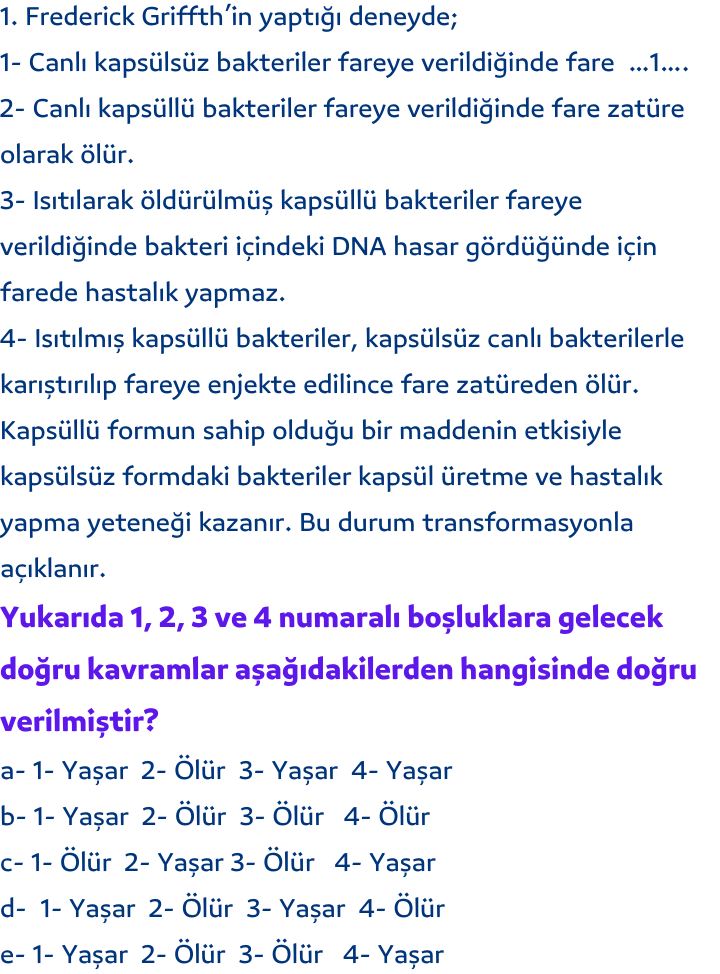 1. Frederick Griffth’in yaptığı deneyde;
1- Canlı kapsülsüz bakteriler fareye verildiğinde fare  ...1....
2- Canlı kapsüllü bakteriler fareye verildiğinde fare zatüre
olarak ölür.
3- Isıtılarak öldürülmüş kapsüllü bakteriler fareye
verildiğinde bakteri içindeki DNA hasar gördüğünde için
farede hastalık yapmaz.
4- Isıtılmış kapsüllü bakteriler, kapsülsüz canlı bakterilerle
karıştırılıp fareye enjekte edilince fare zatüreden ölür.
Kapsüllü formun sahip olduğu bir maddenin etkisiyle
kapsülsüz formdaki bakteriler kapsül üretme ve hastalık
yapma yeteneği kazanır. Bu durum transformasyonla
açıklanır.
Yukarıda 1, 2, 3 ve 4 numaralı boşluklara gelecek
doğru kavramlar aşağıdakilerden hangisinde doğru
verilmiştir?
a- 1- Yaşar  2- Ölür  3- Yaşar  4- Yaşar
b- 1- Yaşar  2- Ölür  3- Ölür   4- Ölür
c- 1- Ölür  2- Yaşar 3- Ölür   4- Yaşar
d-  1- Yaşar  2- Ölür  3- Yaşar  4- Ölür
e- 1- Yaşar  2- Ölür  3- Ölür   4- Yaşar